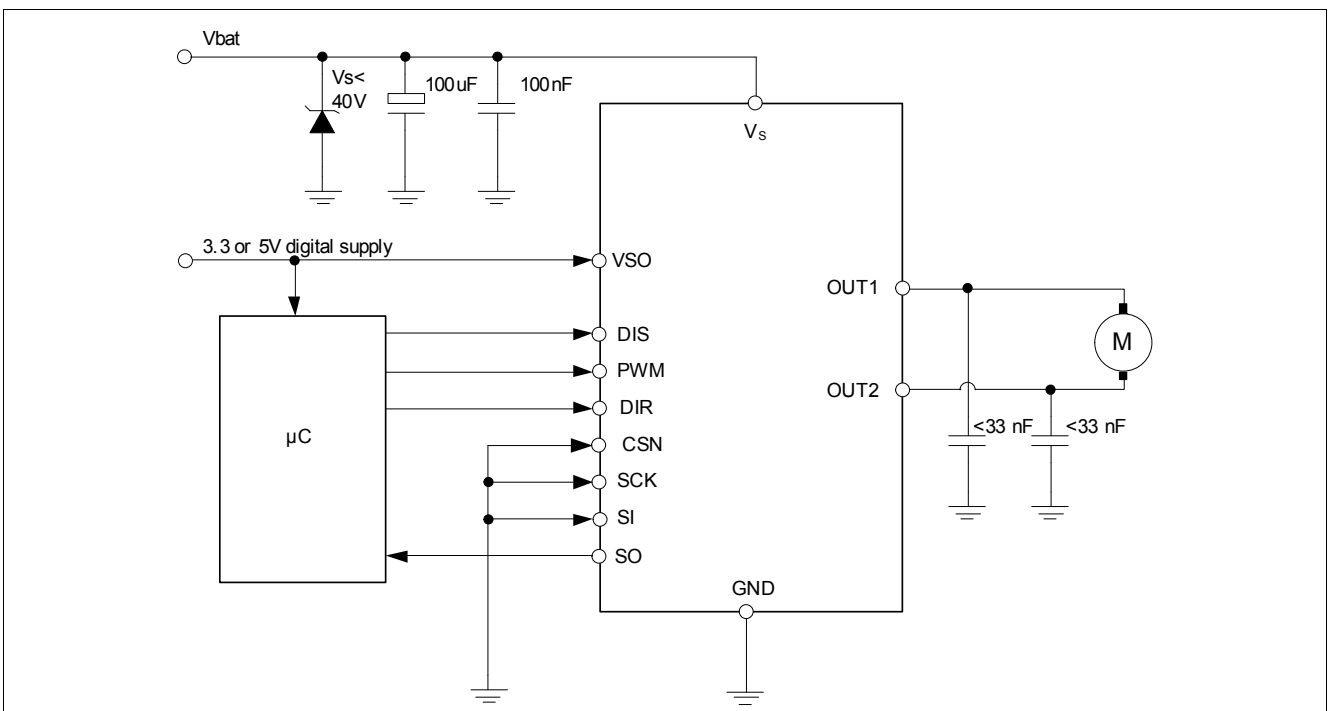 Vbat
Vs<
40V
100uF
100nF
Vs
3.3 or 5V digital supply
VSO
OUT1
DIS
M
PWM
OUT2
DIR
<33 nF
<33 nF
µC
CSN
SCK
SI
SO
GND